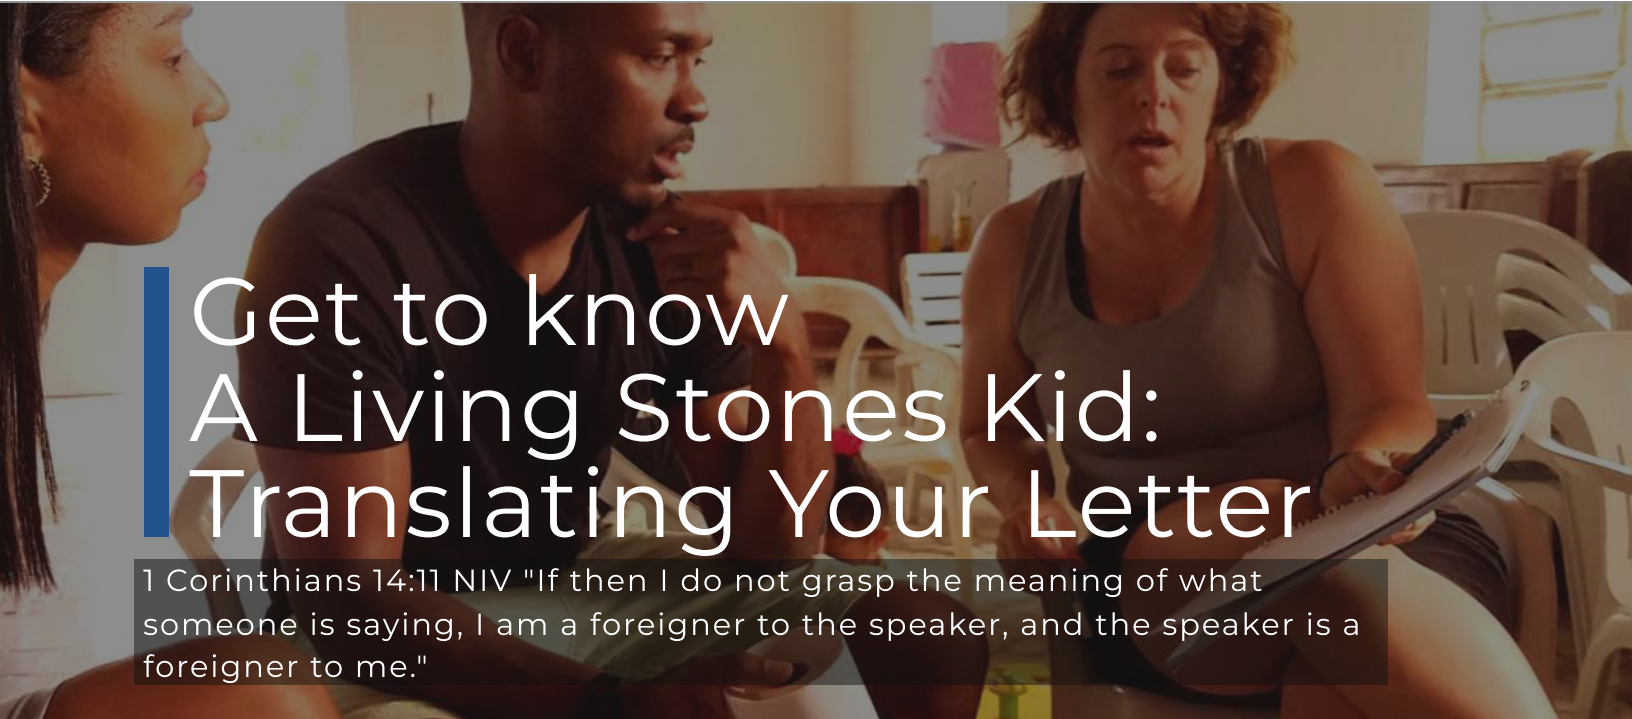 Get to know
A Living Stones Kid:
Translating Your Letter
1 Corinthians 14:11 NIV "If then I do not grasp the meaning of what
someone is saying, I am a foreigner to the speaker, and the speaker is a
foreigner to me."